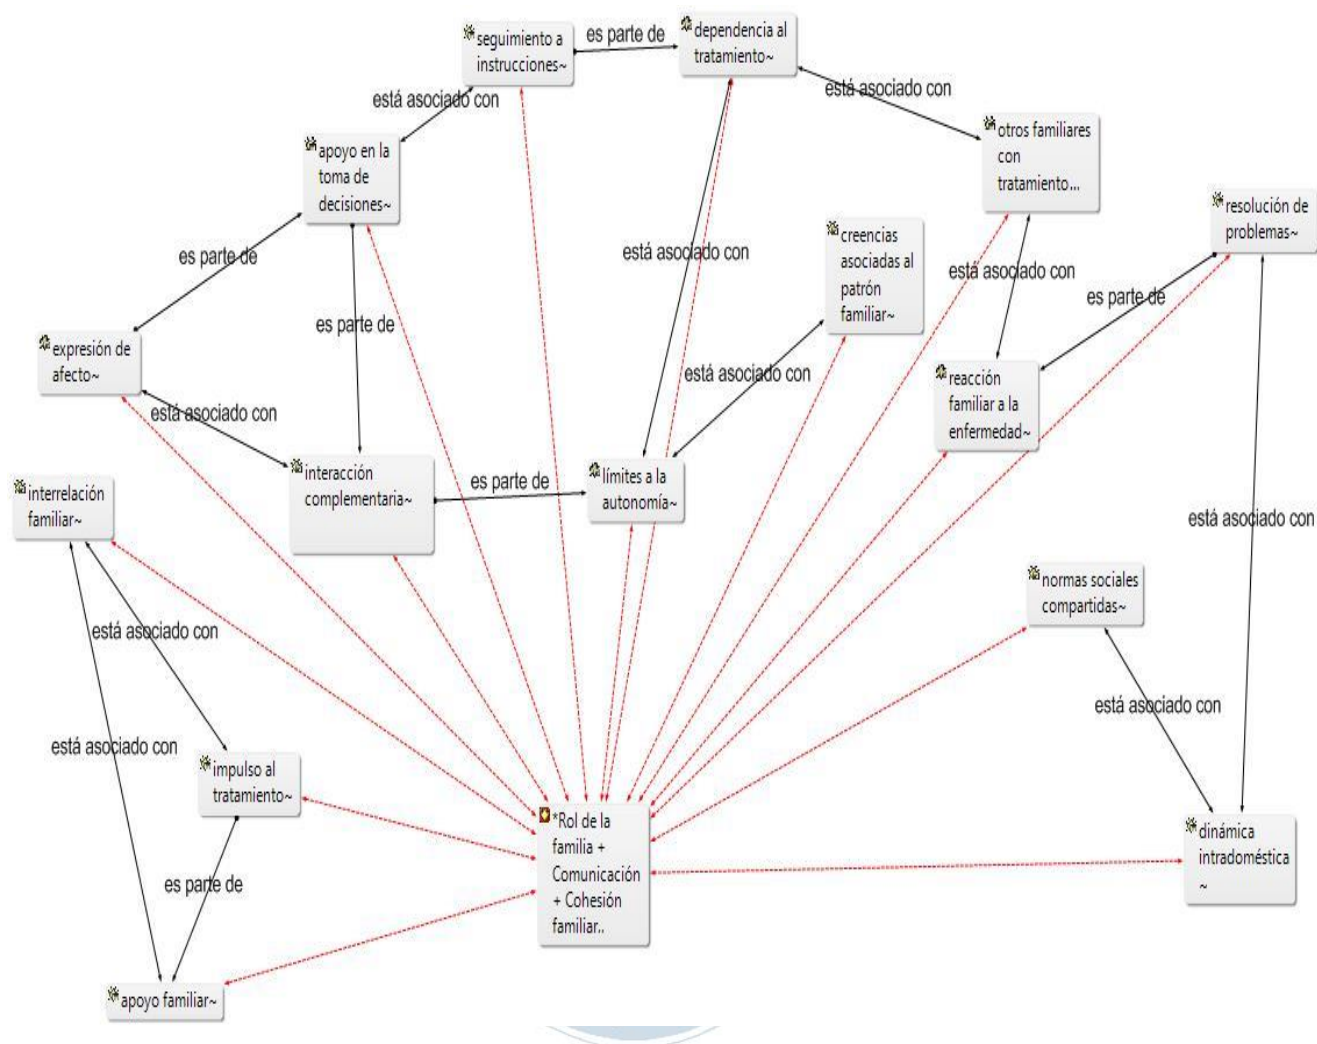 seguimiento a
instrucciones~
es parte de
dependencia al
tratamiento~
está asociado con
está asociado con
apoyo en la
toma de
decisiones~
otros familiares
con
tratamiento...
resolución de
problemas~
es parte de
está asociado con
creencias
asociadas al
patrón
familiar~
está asociado con
es parte de
es parte de
expresión de
afecto~
está asociado con
reacción
familiar a la
enfermedad~
está asociado con
interrelación
familiar~
interacción
complementaria~
es parte de
límites a la
autonomía~
está asociado con
normas sociales
compartidas~
está asociado con
está asociado con
está asociado con
impulso al
tratamiento~
es parte de
*Rol de la
familia +
Comunicación
+ Cohesión
familiar..
dinámica
intradoméstica
~
apoyo familiar~